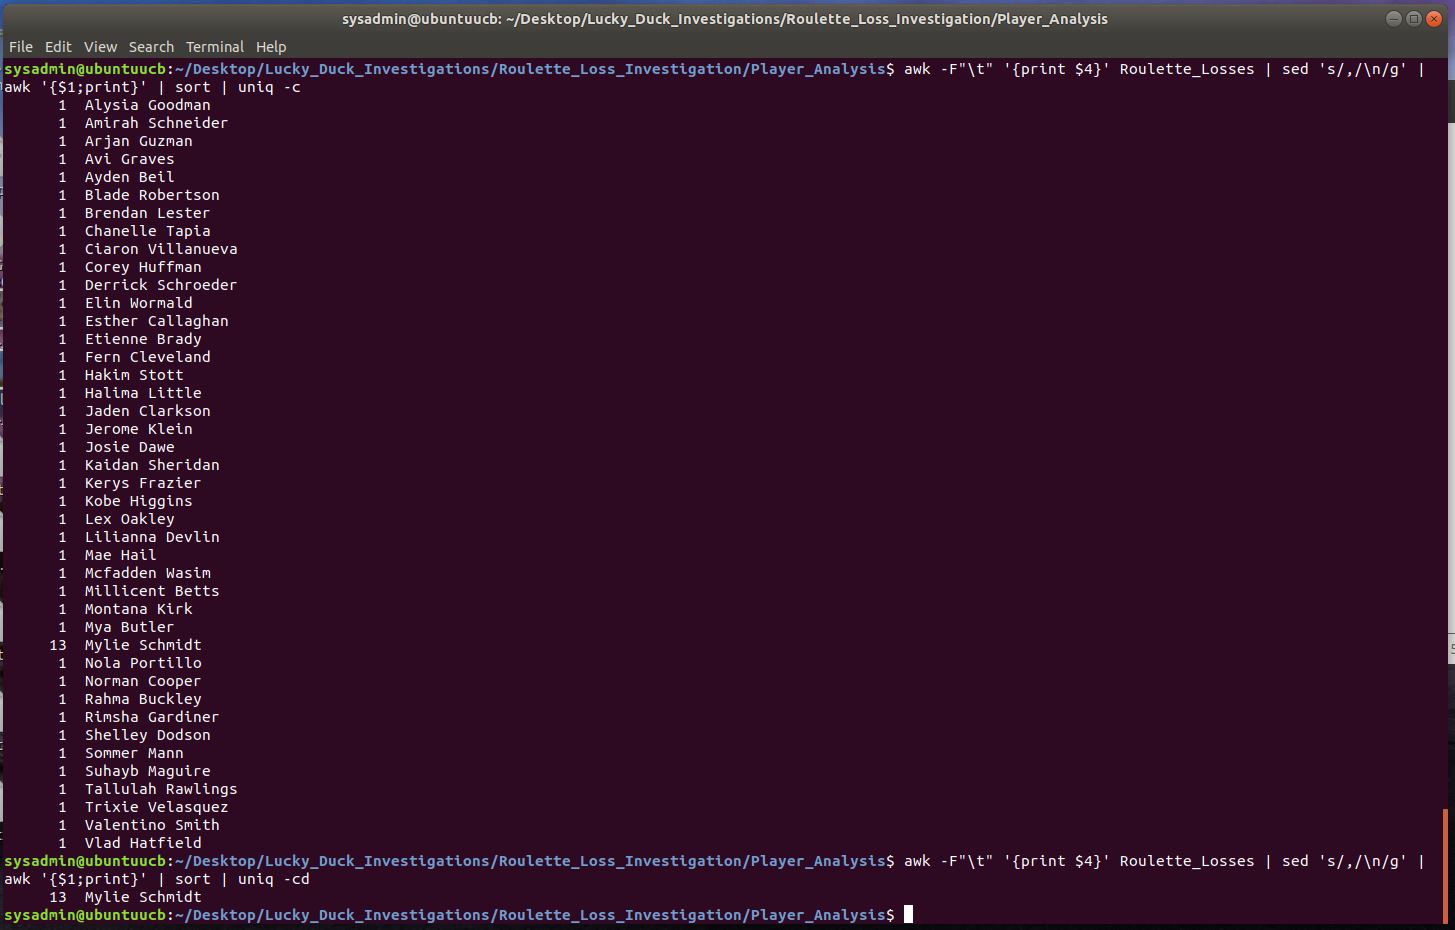 sysadmin@ubuntuucb: ~/Desktop/Lucky_Duck_Investigations/Roulette_Loss_Investigation/Player_Analysis
File Edit View Search Terminal Help
sysadmin@ubuntuucb:~/Desktop/Lucky_Duck_Investigations/Roulette_Loss_Investigation/Player_Analysis$ awk -F"\t" '{print $4}' Roulette_Losses | sed 's/,/\n/g' |
awk '{$1;print}' | sort | uniq -c
1 Alysia Goodman
1 Amirah Schneider
1 Arjan Guzman
1 Avi Graves
1 Ayden Beil
1 Blade Robertson
1 Brendan Lester
1 Chanelle Tapia
1 Ciaron Villanueva
1 Corey Huffman
1 Derrick Schroeder
1 Elin Wormald
1 Esther Callaghan
1 Etienne Brady
1 Fern Cleveland
1 Hakim Stott
1 Halima Little
1 Jaden Clarkson
1 Jerome Klein
1 Josie Dawe
1 Kaidan Sheridan
1 Kerys Frazier
1 Kobe Higgins
1 Lex Oakley
1 Lilianna Devlin
1 Mae Hail
1 Mcfadden Wasim
1 Millicent Betts
1 Montana Kirk
1 Mya Butler
13 Mylie Schmidt
1 Nola Portillo
1 Norman Cooper
1 Rahma Buckley
1 Rimsha Gardiner
1 Shelley Dodson
1 Sommer Mann
1 Suhayb Maguire
1 Tallulah Rawlings
1 Trixie Velasquez
1 Valentino Smith
1 Vlad Hatfield
sysadmin@ubuntuucb:~/Desktop/Lucky_Duck_Investigations/Roulette_Loss_Investigation/Player_Analysis$ awk -F"\t" '{print $4}' Roulette_Losses | sed 's/,/\n/g' |
awk '{$1;print}' | sort | uniq -cd
13 Mylie Schmidt
sysadmin@ubuntuucb:~/Desktop/Lucky_Duck_Investigations/Roulette_Loss_Investigation/Player_Analysis$